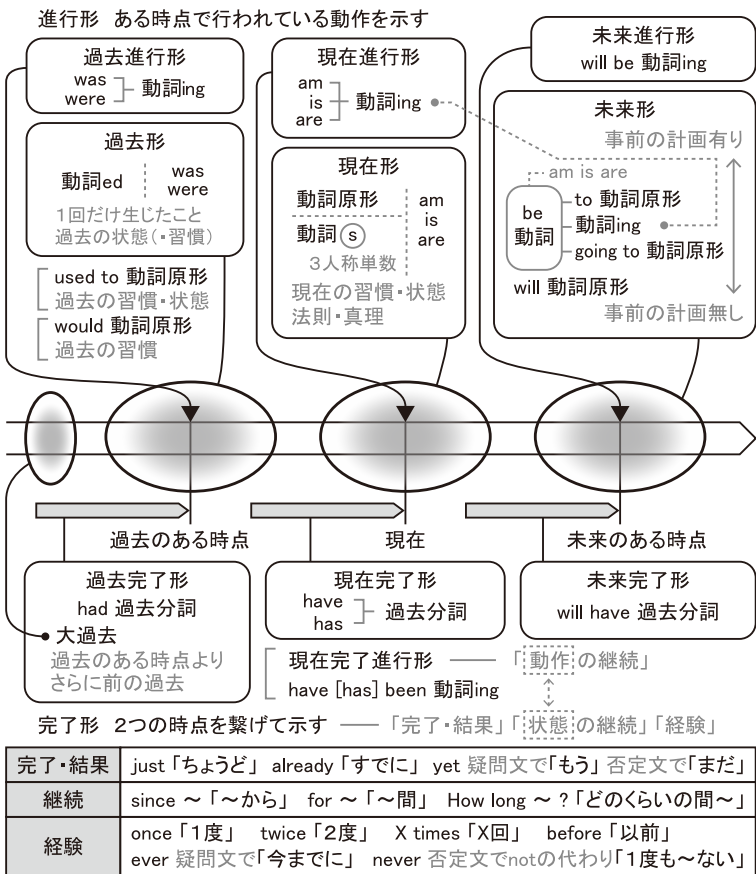 進行形 ある時点で行われている動作を示す
過去進行形
was
were
動詞ing
現在進行形
am
is
are
動詞ing
未来進行形
will be 動詞ing
過去形
動詞ed
was
were
1回だけ生じたこと
過去の状態(・習慣)
used to 動詞原形
過去の習慣・状態
would 動詞原形
過去の習慣
現在形
動詞原形
動詞 s
3人称単数
am
is
are
現在の習慣・状態
法則・真理
未来形
事前の計画有り
am is are
be
動詞
to 動詞原形
動詞ing
going to 動詞原形
will 動詞原形
事前の計画無し
過去のある時点
現在
未来のある時点
過去完了形
had 過去分詞
大過去
過去のある時点より
さらに前の過去
現在完了形
have
has
過去分詞
未来完了形
will have 過去分詞
現在完了進行形 ── 「動作の継続」
have [has] been 動詞ing
完了形 2つの時点を繋げて示す ── 「完了・結果」「状態の継続」「経験」
完了・結果 just「ちょうど」 already「すでに」 yet 疑問文で「もう」 否定文で「まだ」
継続 since ~「~から」 for ~「~間」 How long ~ ?「どのくらいの間~」
経験
once「1度」 twice「2度」 X times「X回」 before「以前」
ever 疑問文で「今までに」 never 否定文でnotの代わり「1度も~ない」